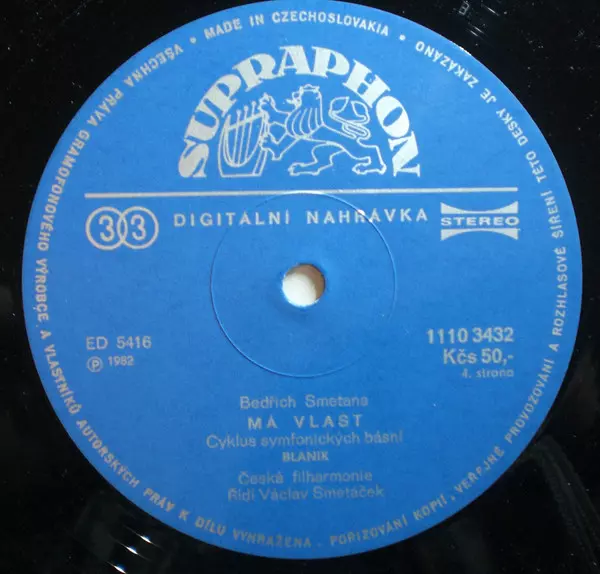 VŠECHNA PRÁVA GRAMOFONOVÉHO VÝROBCE A VLASTNÍKŮ AUTORSKÝCH PRÁV K DÍLU VYHRAŽENA. POŘIZOVÁNÍ KOPIÍ, VEŘEJNÉ PROVOZOVÁNÍ A ROZHLASOVÉ ŠÍŘENÍ TÉTO DESKY JE ZAKÁZÁNO
• MADE IN CZECHOSLOVAKIA •
SUPRAPHON
33 DIGITÁLNÍ NAHRÁVKA STEREO
ED 5416
℗ 1982
1110 3432
Kčs 50,-
4. strana
Bedřich Smetana
MÁ VLAST
Cyklus symfonických básní
BLANÍK
Česká filharmonie
Řídí Václav Smetáček